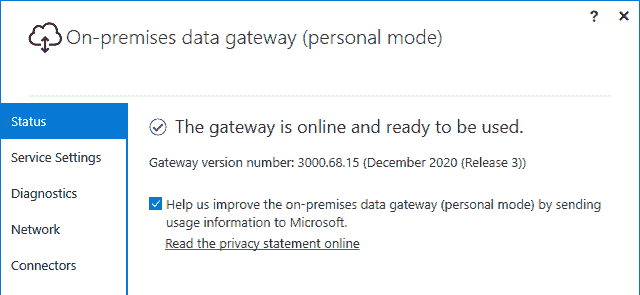 ? ×
On-premises data gateway (personal mode)
Status
Service Settings
Diagnostics
Network
Connectors
The gateway is online and ready to be used.
Gateway version number: 3000.68.15 (December 2020 (Release 3))
Help us improve the on-premises data gateway (personal mode) by sending
usage information to Microsoft.
Read the privacy statement online